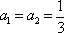 a₁ = a₂ = 1/3